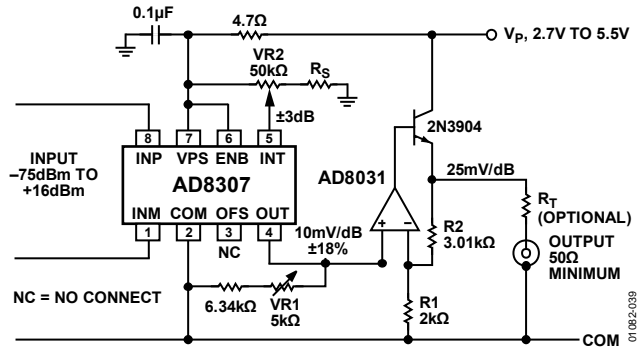 0.1µF
4.7Ω
V_P, 2.7V TO 5.5V
VR2
50kΩ
R_S
±3dB
2N3904
8 7 6 5
INP VPS ENB INT
INPUT
–75dBm TO
+16dBm
AD8307
INM COM OFS OUT
1 2 3 4
NC
AD8031
25mV/dB
R_T
(OPTIONAL)
10mV/dB
±18%
+ –
R2
3.01kΩ
OUTPUT
50Ω
MINIMUM
NC = NO CONNECT
6.34kΩ
VR1
5kΩ
R1
2kΩ
COM
01082-039